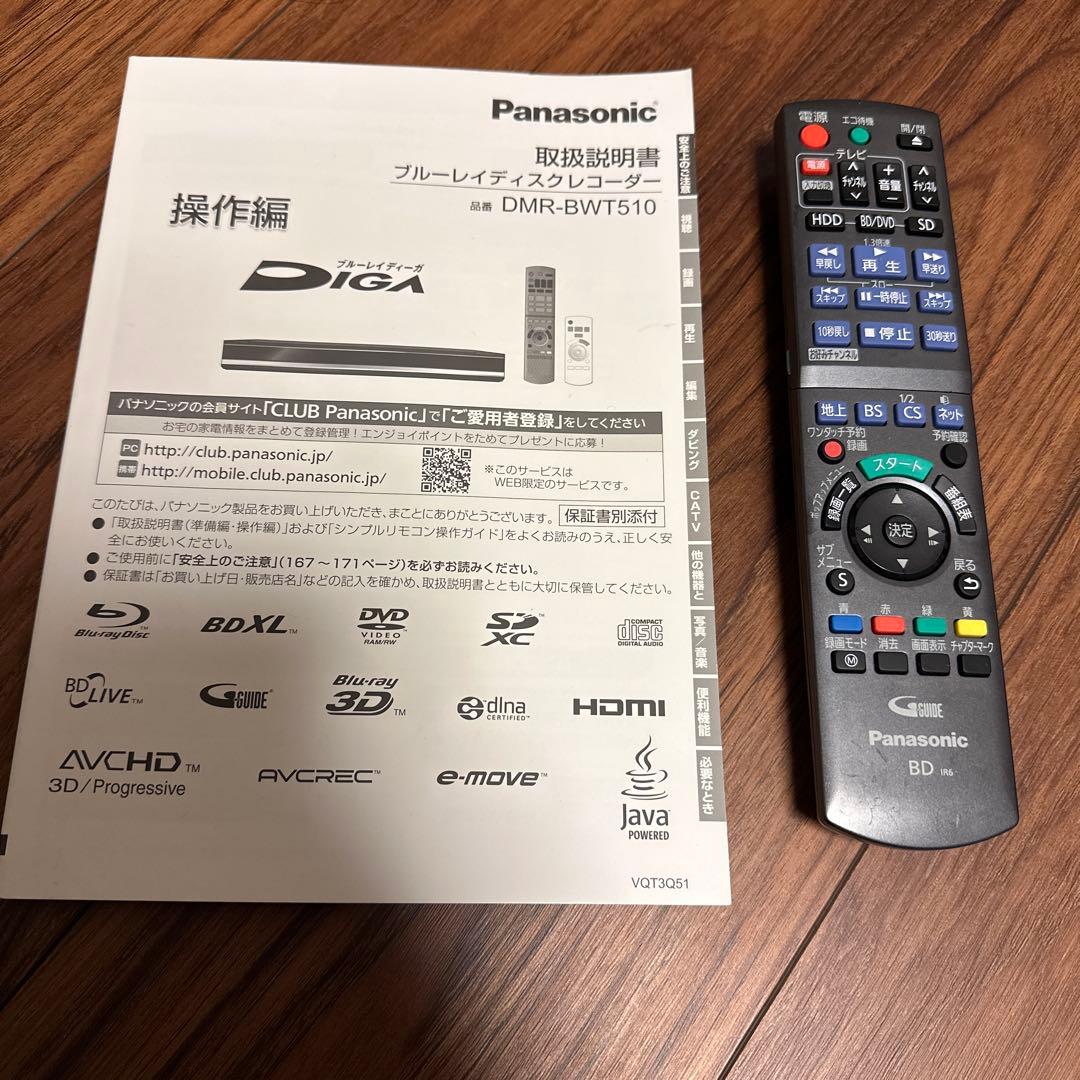 Panasonic
取扱説明書
ブルーレイディスクレコーダー
品番 DMR-BWT510
操作編
ブルーレイディーガ
DIGA
パナソニックの会員サイト「CLUB Panasonic」で「ご愛用者登録」をしてください
お宅の家電情報をまとめて登録管理！エンジョイポイントをためてプレゼントに応募！
PC http://club.panasonic.jp/
携帯 http://mobile.club.panasonic.jp/
※このサービスは
WEB限定のサービスです。
このたびは、パナソニック製品をお買い上げいただき、まことにありがとうございます。
保証書別添付
●「取扱説明書（準備編・操作編）」および「シンプルリモコン操作ガイド」をよくお読みのうえ、正しく安
全にお使いください。
● ご使用前に「安全上のご注意」（167～171ページ）を必ずお読みください。
● 保証書は「お買い上げ日・販売店名」などの記入を確かめ、取扱説明書とともに大切に保管してください。
Blu-ray Disc
BDXL™
DVD
VIDEO
RAM/RW
SD
XC
COMPACT
disc
DIGITAL AUDIO
BD LIVE™
G-GUIDE
Blu-ray
3D™
dlna
CERTIFIED™
HDMI
AVCHD™
3D/Progressive
AVCREC™
e-move™
Java
POWERED
VQT3Q51
安全上のご注意
視聴
録画
再生
編集
ダビング
CATV
他の機器と
写真／音楽
便利機能
必要なとき
電源
エコ待機
開/閉
テレビ
電源
入力切換
チャンネル
＋
音量
－
チャンネル
HDD
BD/DVD
SD
1.3倍速
早戻し
再生
早送り
スロー
スキップ
一時停止
スキップ
10秒戻し
停止
30秒送り
お好みチャンネル
1/2
地上
BS
CS
ネット
ワンタッチ予約
録画
予約確認
スタート
ポップアップメニュー
録画一覧
番組表
決定
サブ
メニュー
S
戻る
青
赤
緑
黄
録画モード
消去
画面表示
チャプターマーク
M
G-GUIDE
Panasonic
BD IR6